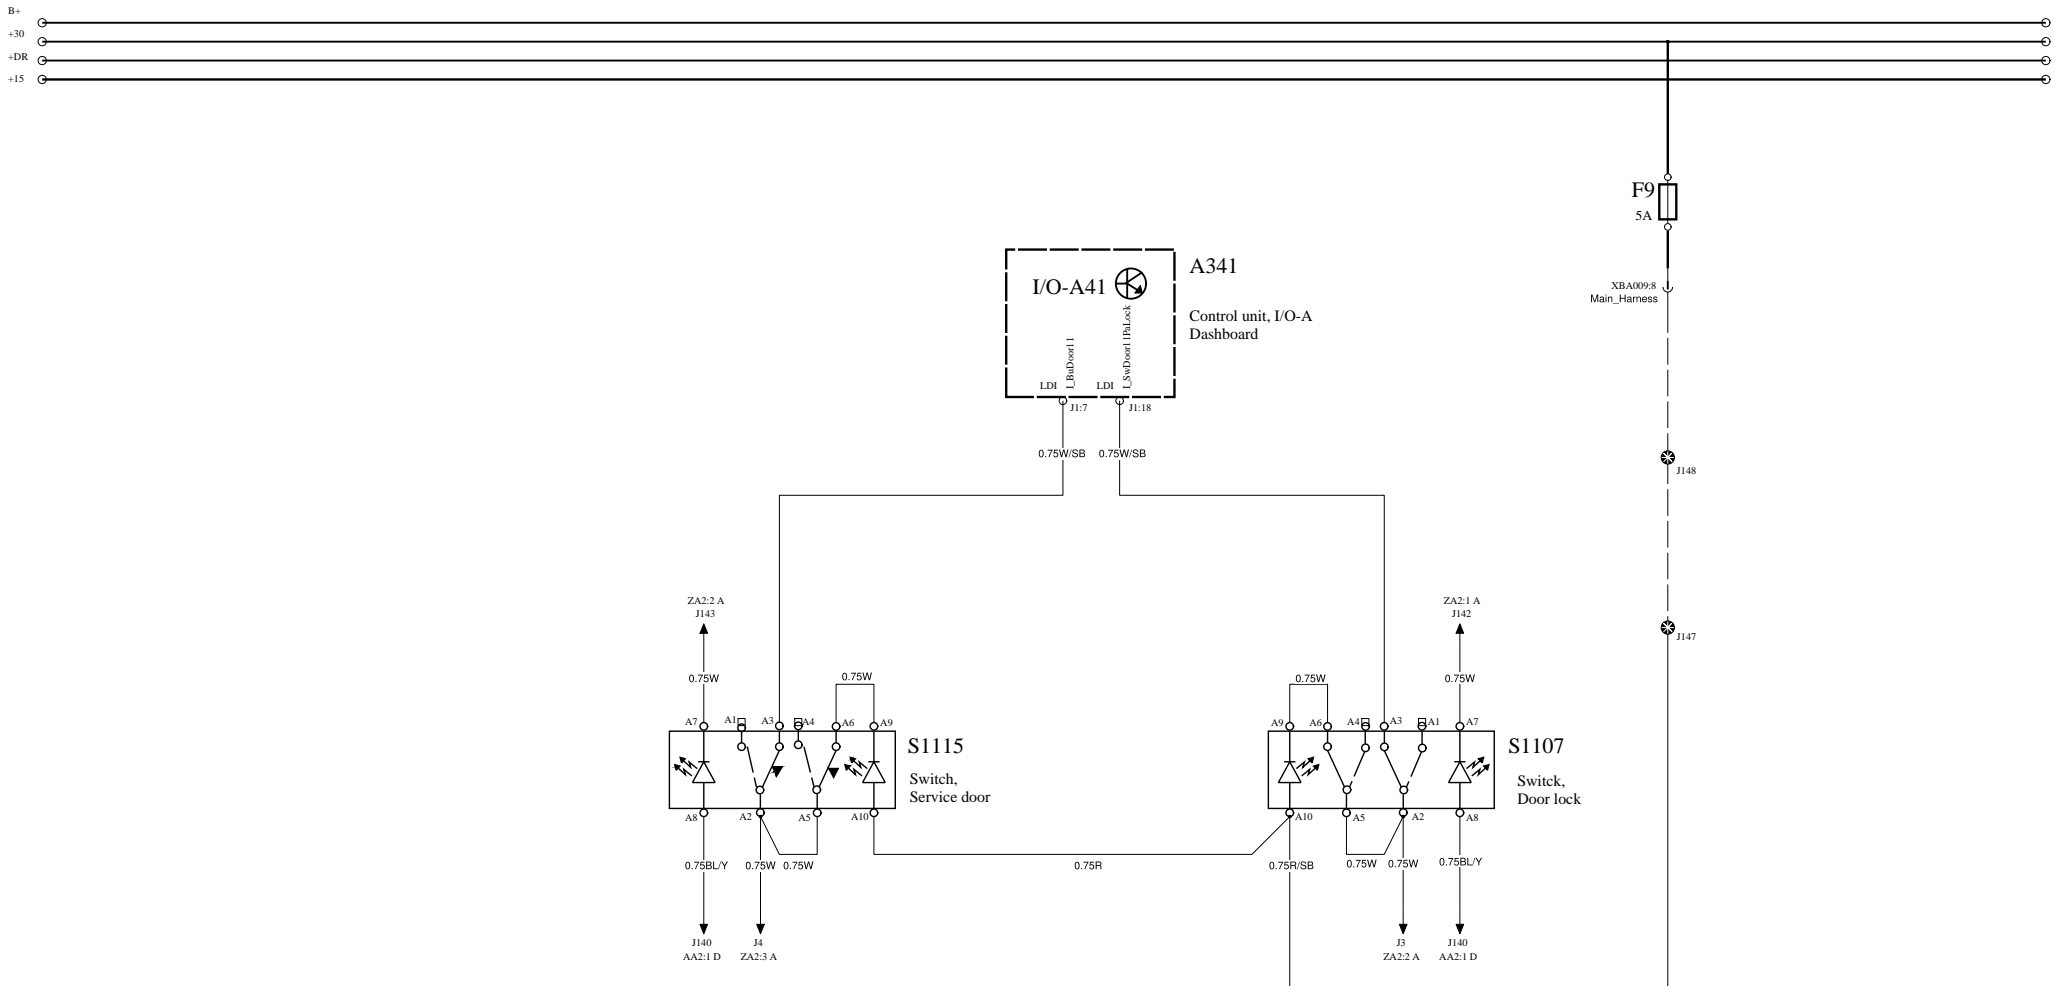 B+
+30
+DR
+15
F9
5A
XBA009:8
Main_Harness
A341
I/O-A41
Control unit, I/O-A
Dashboard
I_BuDoor11
I_SwDoor11PaLock
LDI
LDI
J1:7
J1:18
0.75W/SB
0.75W/SB
J148
J147
ZA2:2 A
J143
ZA2:1 A
J142
0.75W
0.75W
0.75W
0.75W
A7
A1
A3
A4
A6
A9
A9
A6
A4
A3
A1
A7
S1115
Switch,
Service door
S1107
Switck,
Door lock
A8
A2
A5
A10
A10
A5
A2
A8
0.75BL/Y
0.75W
0.75W
0.75R
0.75R/SB
0.75W
0.75W
0.75BL/Y
J140
AA2:1 D
J4
ZA2:3 A
J3
ZA2:2 A
J140
AA2:1 D